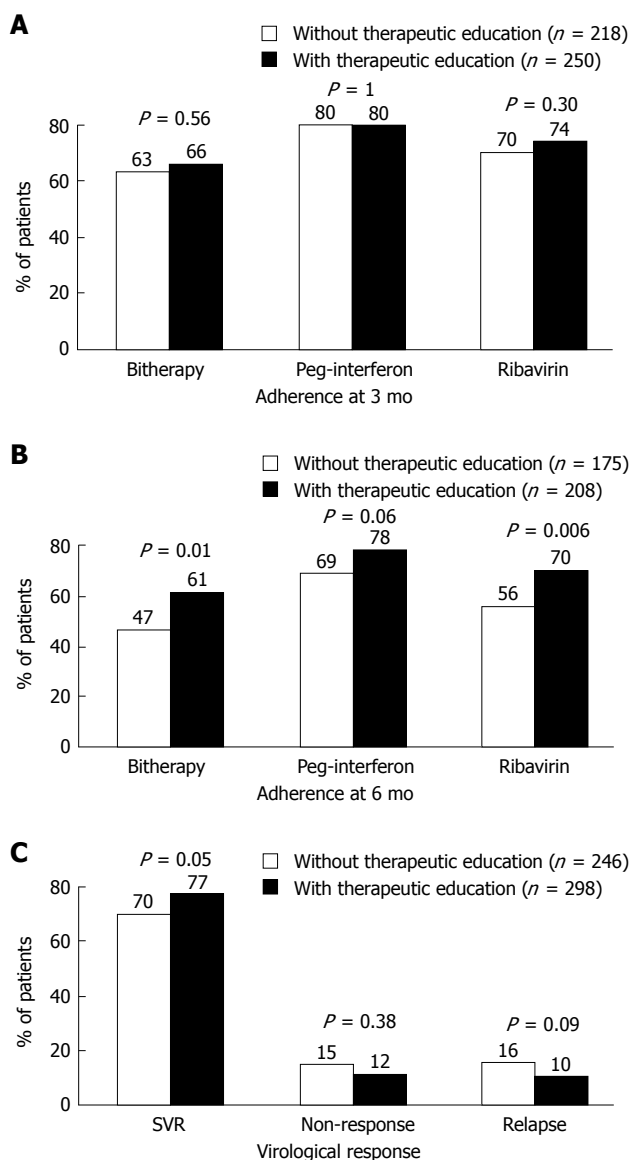 A
Without therapeutic education (n = 218)
With therapeutic education (n = 250)
P = 0.56
P = 1
P = 0.30
63 66
80 80
70 74
% of patients
80
60
40
20
0
Bitherapy Peg-interferon Ribavirin
Adherence at 3 mo
B
Without therapeutic education (n = 175)
With therapeutic education (n = 208)
P = 0.01
P = 0.06
P = 0.006
47 61
69 78
56 70
% of patients
80
60
40
20
0
Bitherapy Peg-interferon Ribavirin
Adherence at 6 mo
C
Without therapeutic education (n = 246)
With therapeutic education (n = 298)
P = 0.05
P = 0.38
P = 0.09
70 77
15 12
16 10
% of patients
80
60
40
20
0
SVR Non-response Relapse
Virological response